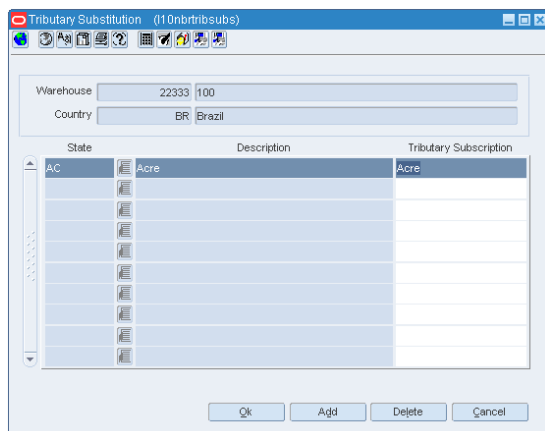 Tributary Substitution (l10nbrtribsubs)
Warehouse 22333 100
Country BR Brazil
State Description Tributary Subscription
AC Acre Acre
Ok Add Delete Cancel